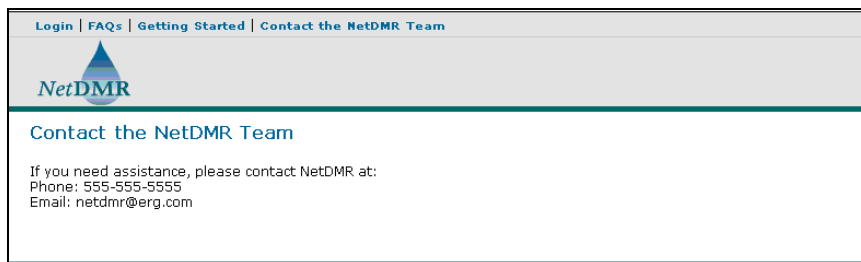 Login | FAQs | Getting Started | Contact the NetDMR Team
NetDMR
Contact the NetDMR Team
If you need assistance, please contact NetDMR at:
Phone: 555-555-5555
Email: netdmr@erg.com